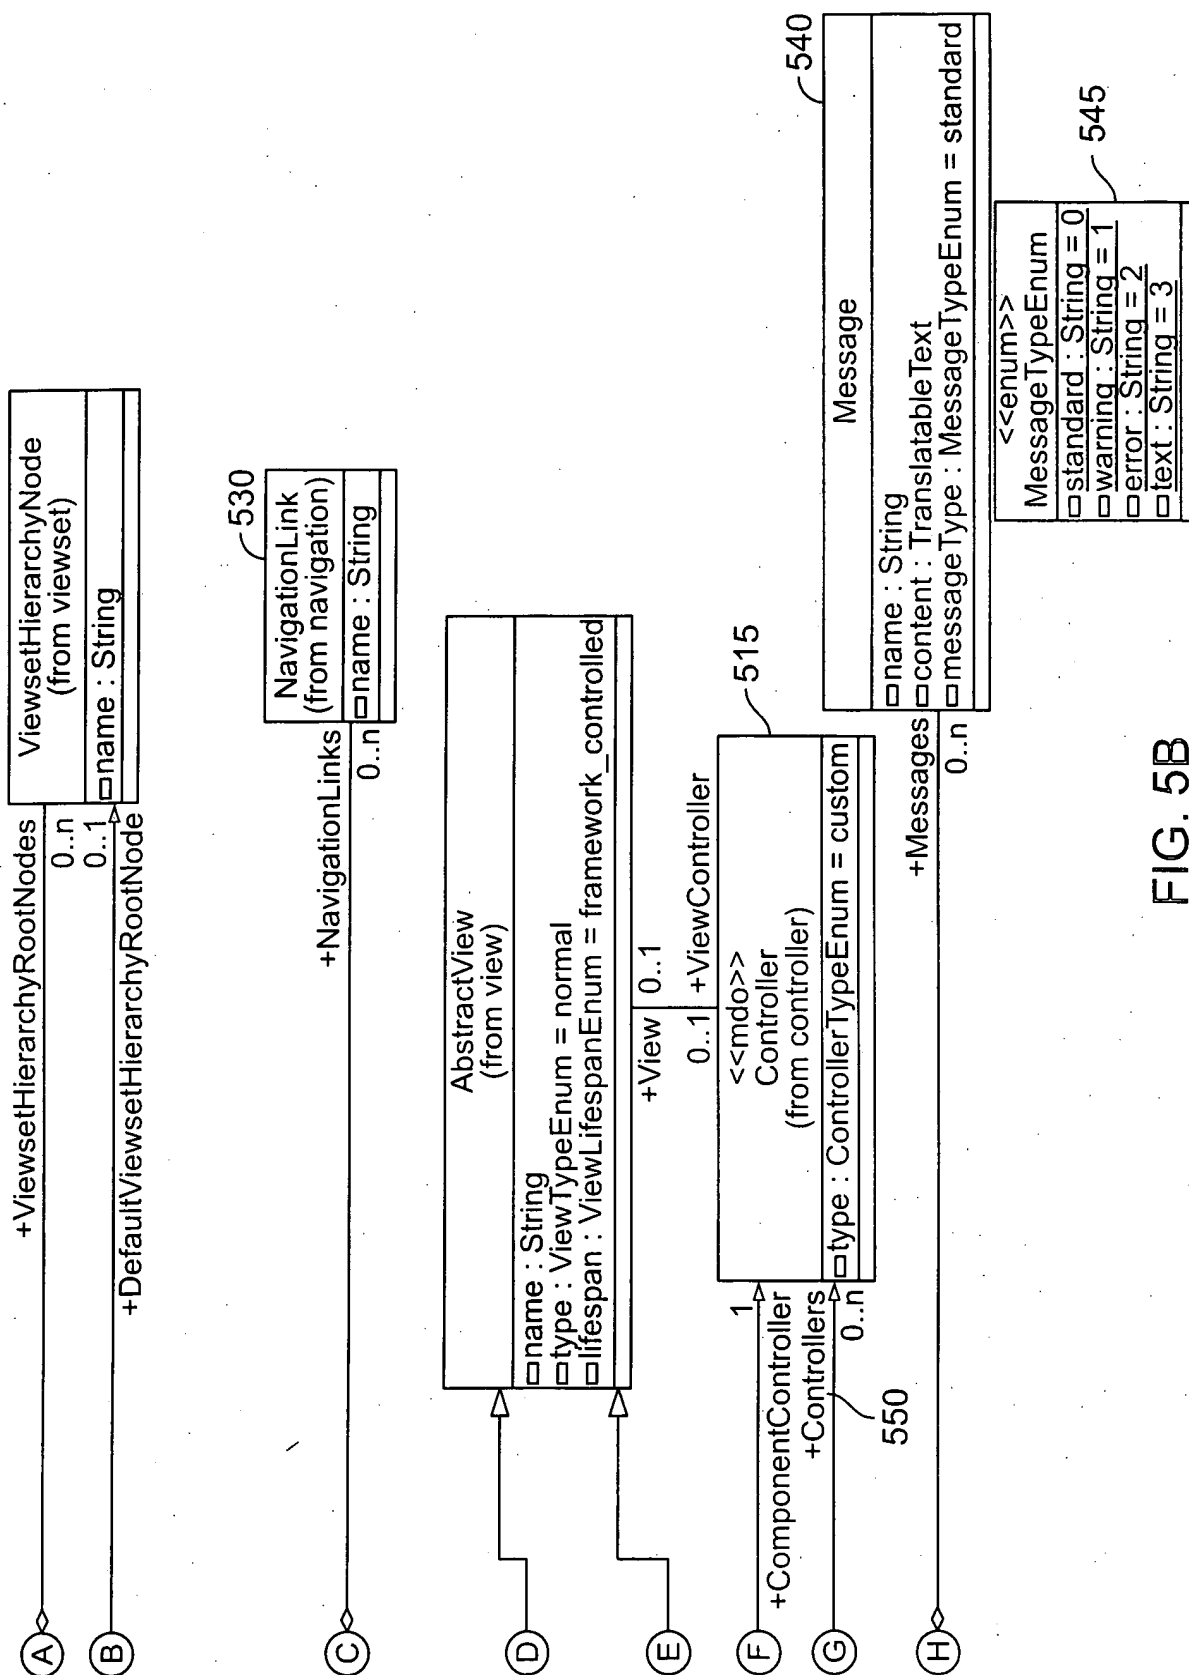 A
+ViewsetHierarchyRootNodes
0..n
ViewsetHierarchyNode
(from viewset)
name : String
B
+DefaultViewsetHierarchyRootNode
0..1
C
+NavigationLinks
0..n
530
NavigationLink
(from navigation)
name : String
D
E
AbstractView
(from view)
name : String
type : ViewTypeEnum = normal
lifespan : ViewLifespanEnum = framework_controlled
+View
0..1
0..1
+ViewController
515
<<mdo>>
Controller
(from controller)
type : ControllerTypeEnum = custom
F
+ComponentController
1
G
+Controllers
0..n
550
H
+Messages
0..n
540
Message
name : String
content : TranslatableText
messageType : MessageTypeEnum = standard
545
<<enum>>
MessageTypeEnum
standard : String = 0
warning : String = 1
error : String = 2
text : String = 3
FIG. 5B